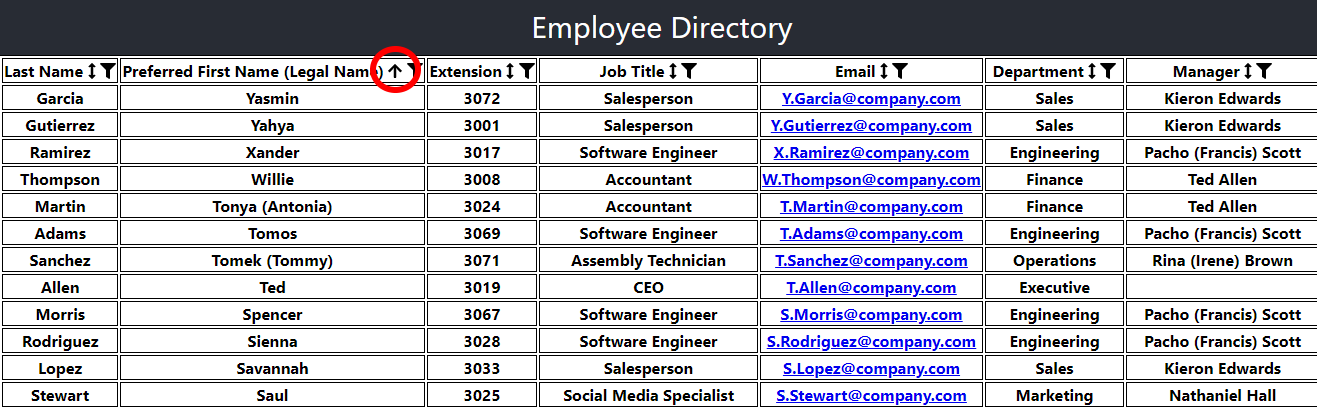 Employee Directory
Last Name Preferred First Name (Legal Name) Extension Job Title Email Department Manager
Garcia Yasmin 3072 Salesperson Y.Garcia@company.com Sales Kieron Edwards
Gutierrez Yahya 3001 Salesperson Y.Gutierrez@company.com Sales Kieron Edwards
Ramirez Xander 3017 Software Engineer X.Ramirez@company.com Engineering Pacho (Francis) Scott
Thompson Willie 3008 Accountant W.Thompson@company.com Finance Ted Allen
Martin Tonya (Antonia) 3024 Accountant T.Martin@company.com Finance Ted Allen
Adams Tomos 3069 Software Engineer T.Adams@company.com Engineering Pacho (Francis) Scott
Sanchez Tomek (Tommy) 3071 Assembly Technician T.Sanchez@company.com Operations Rina (Irene) Brown
Allen Ted 3019 CEO T.Allen@company.com Executive
Morris Spencer 3067 Software Engineer S.Morris@company.com Engineering Pacho (Francis) Scott
Rodriguez Sienna 3028 Software Engineer S.Rodriguez@company.com Engineering Pacho (Francis) Scott
Lopez Savannah 3033 Salesperson S.Lopez@company.com Sales Kieron Edwards
Stewart Saul 3025 Social Media Specialist S.Stewart@company.com Marketing Nathaniel Hall